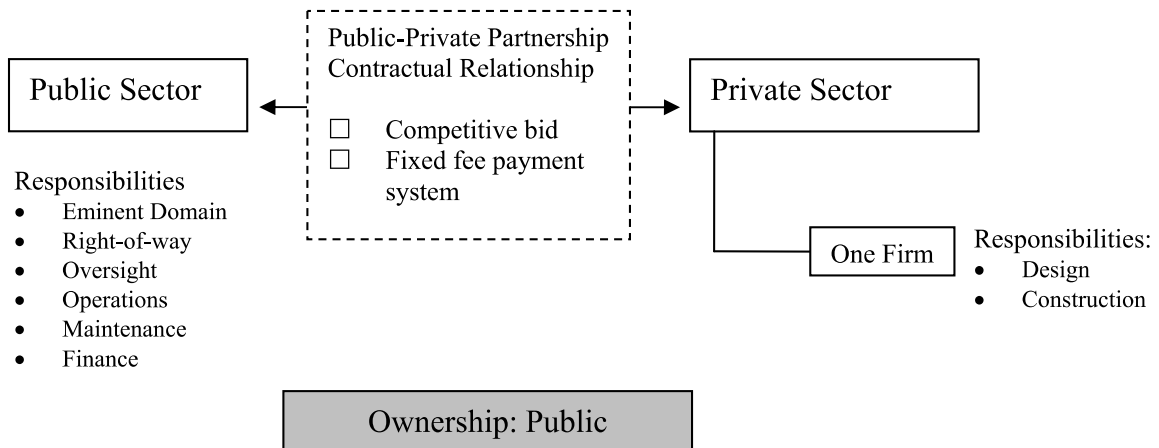 Public Sector
Public-Private Partnership
Contractual Relationship
☐ Competitive bid
☐ Fixed fee payment
system
Private Sector
Responsibilities
• Eminent Domain
• Right-of-way
• Oversight
• Operations
• Maintenance
• Finance
One Firm
Responsibilities:
• Design
• Construction
Ownership: Public